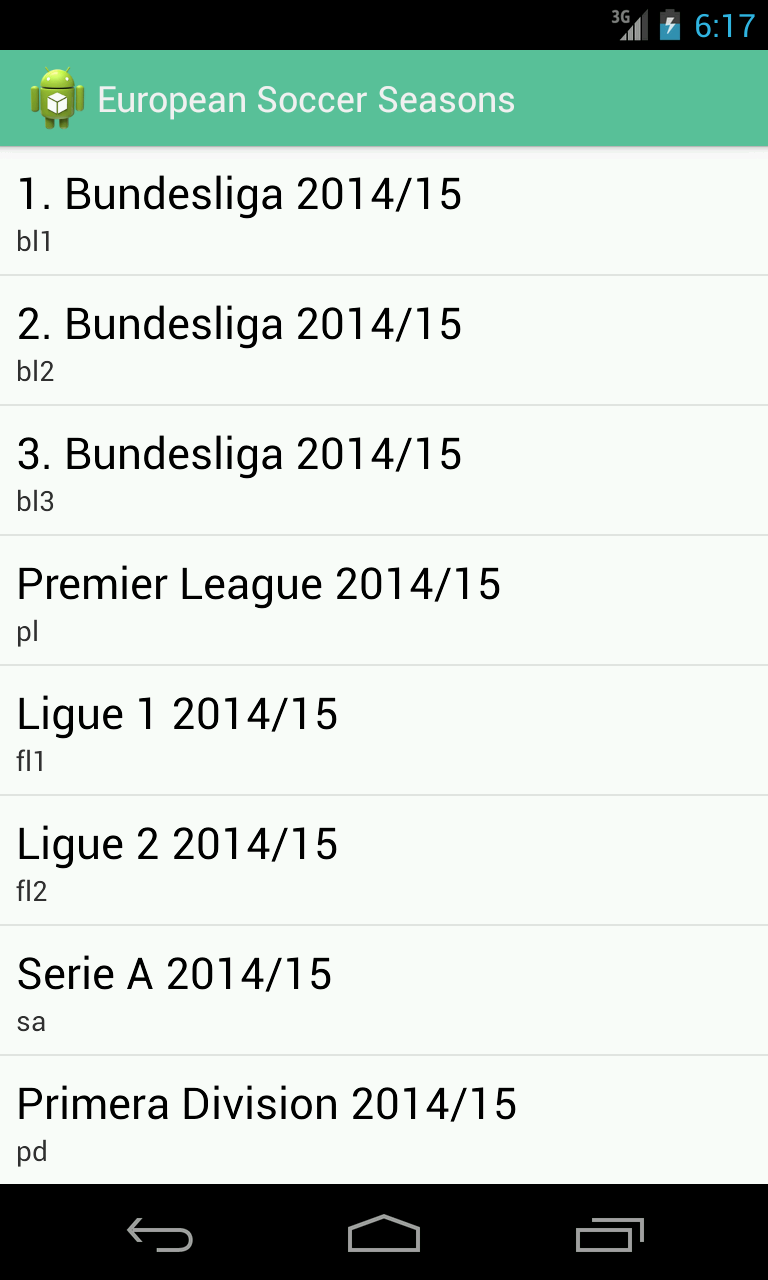 3G 6:17
European Soccer Seasons
1. Bundesliga 2014/15
bl1
2. Bundesliga 2014/15
bl2
3. Bundesliga 2014/15
bl3
Premier League 2014/15
pl
Ligue 1 2014/15
fl1
Ligue 2 2014/15
fl2
Serie A 2014/15
sa
Primera Division 2014/15
pd